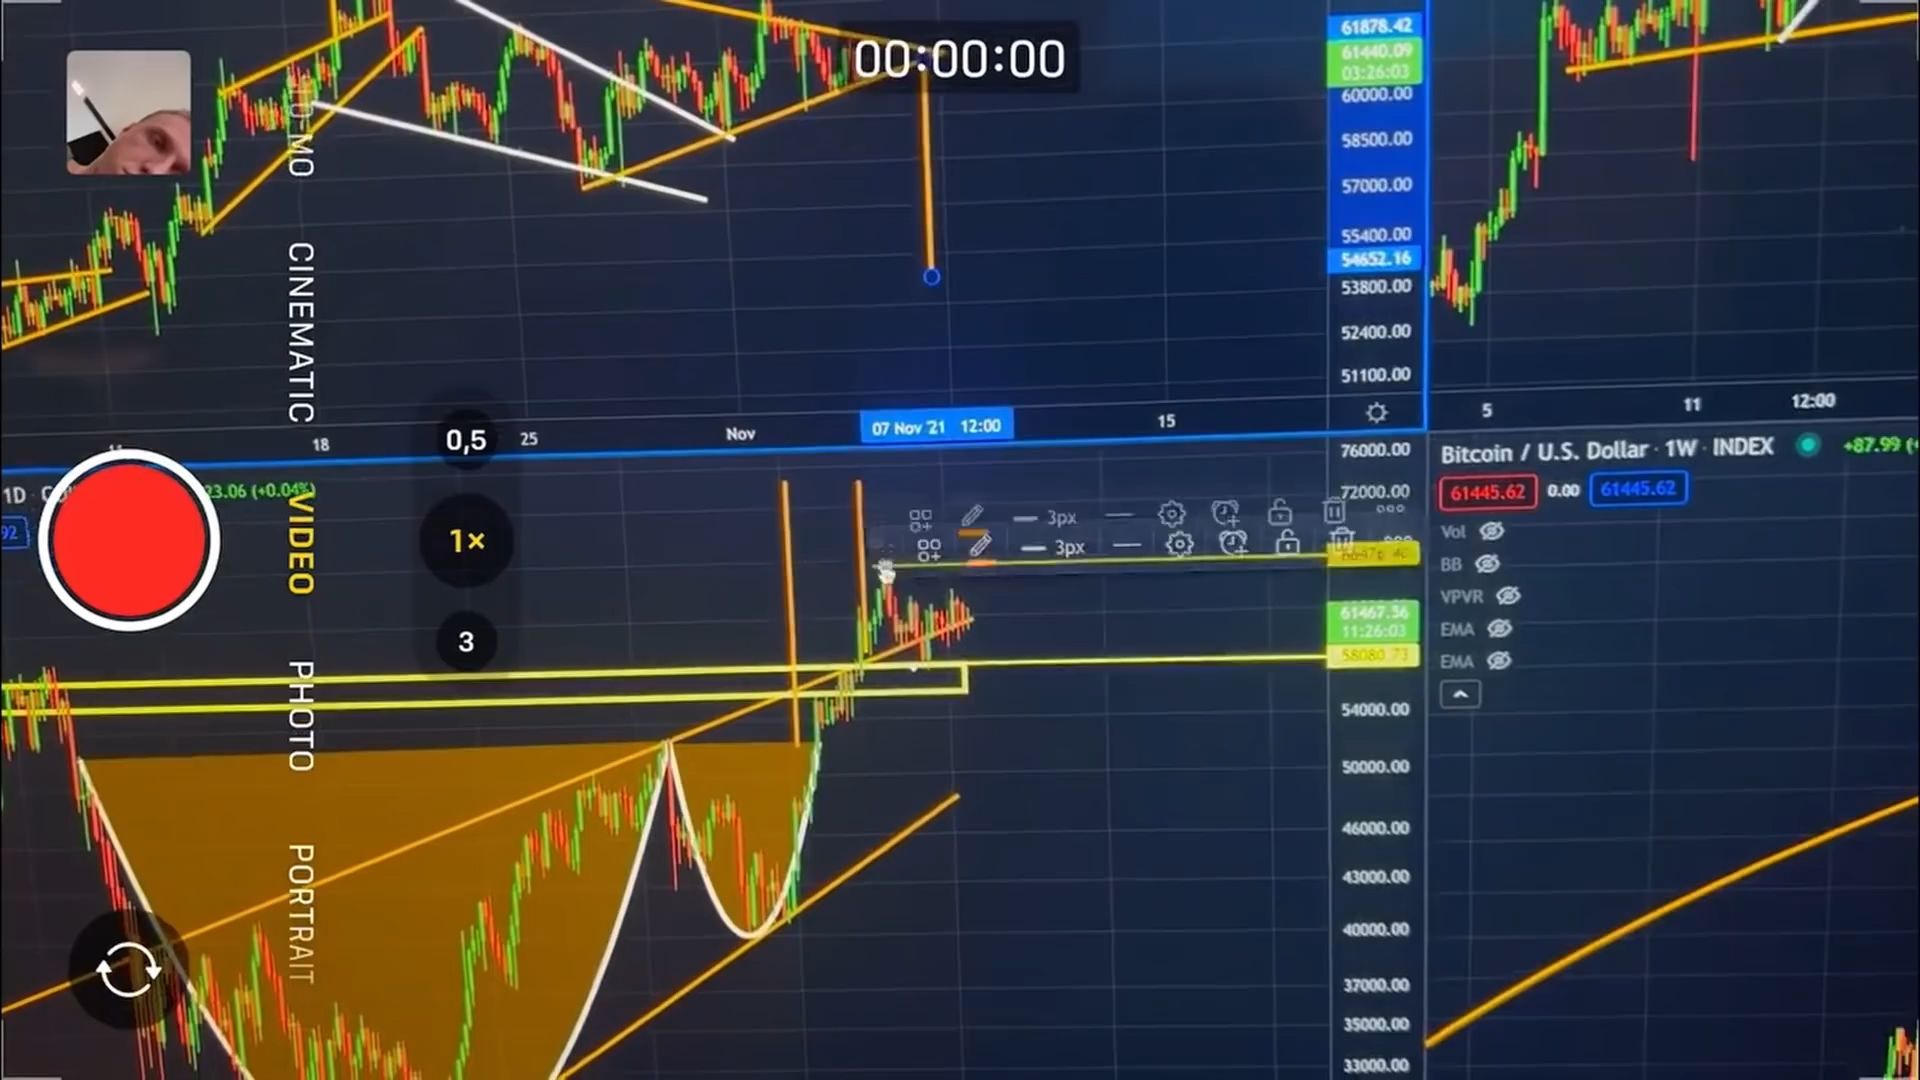 00:00:00
SLO-MO
CINEMATIC
VIDEO
PHOTO
PORTRAIT
0,5
1×
3
61878.42
61440.09
03:26:03
60000.00
58500.00
57000.00
55400.00
54652.16
53800.00
52400.00
51100.00
18
25
Nov
07 Nov '21 12:00
15
5
11
12:00
1D
23.06 (+0.04%)
92
3px
3px
76000.00
72000.00
61467.56
11:26:03
58080.73
54000.00
50000.00
46000.00
43000.00
40000.00
37000.00
35000.00
33000.00
Bitcoin / U.S. Dollar · 1W · INDEX
+87.99 (+
61445.62
0.00
61445.62
Vol
BB
VPVR
EMA
EMA